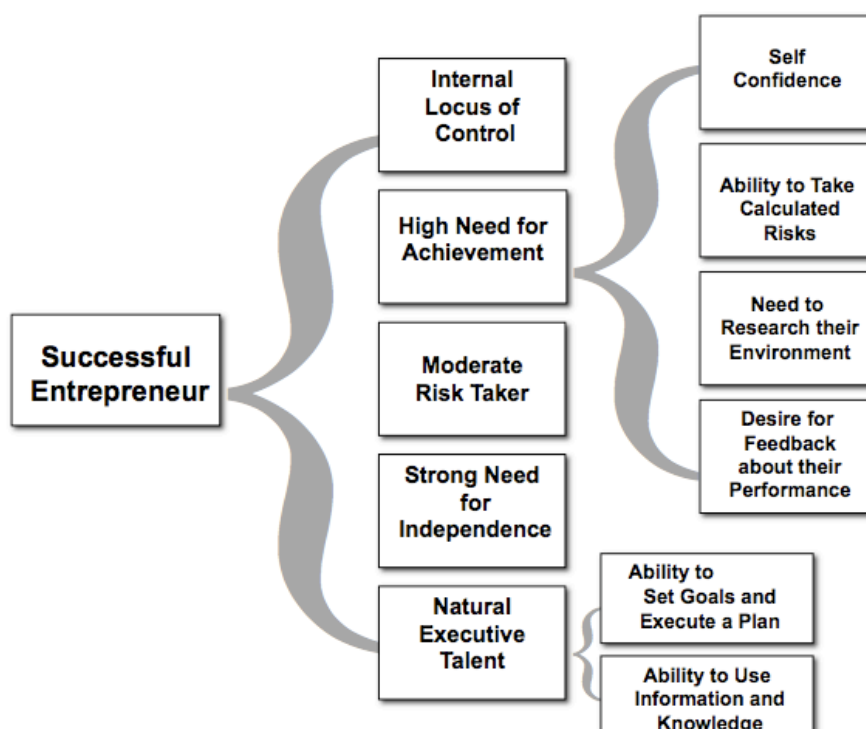 Successful
Entrepreneur
Internal
Locus of
Control
High Need for
Achievement
Moderate
Risk Taker
Strong Need
for
Independence
Natural
Executive
Talent
Self
Confidence
Ability to Take
Calculated
Risks
Need to
Research their
Environment
Desire for
Feedback
about their
Performance
Ability to
Set Goals and
Execute a Plan
Ability to Use
Information and
Knowledge